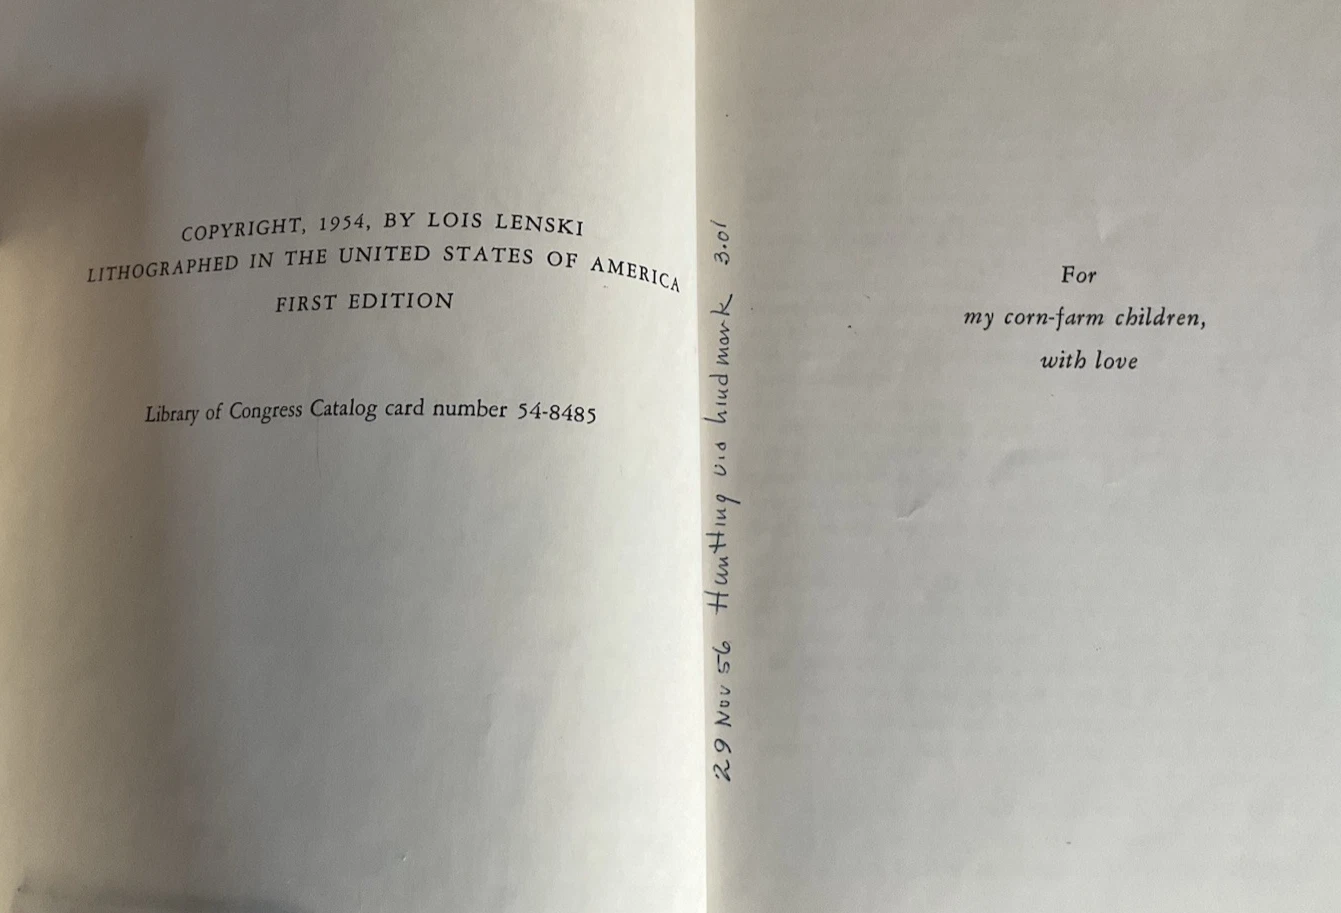 COPYRIGHT, 1954, BY LOIS LENSKI
LITHOGRAPHED IN THE UNITED STATES OF AMERICA
FIRST EDITION
Library of Congress Catalog card number 54-8485
29 Nov 56 Huntting via hindmark 3.01
For
my corn-farm children,
with love